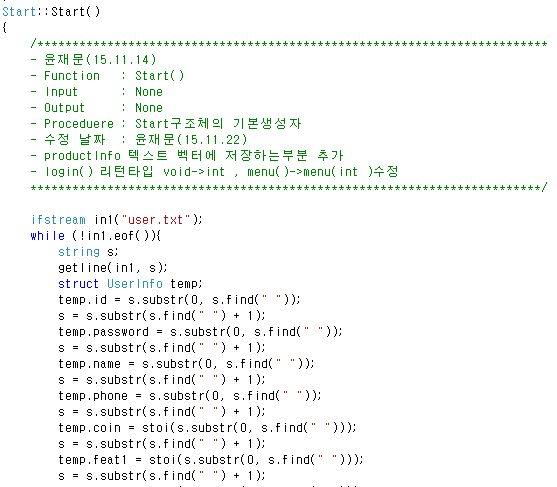 Start::Start()
{
/*************************************************************************
- 윤재문(15.11.14)
- Function : Start()
- Input : None
- Output : None
- Proceduere : Start구조체의 기본생성자
- 수정 날짜 : 윤재문(15.11.22)
- productInfo 텍스트 벡터에 저장하는부분 추가
- login() 리턴타입 void->int , menu()->menu(int )수정
*************************************************************************/
ifstream in1("user.txt");
while (!in1.eof()){
string s;
getline(in1, s);
struct UserInfo temp;
temp.id = s.substr(0, s.find(" "));
s = s.substr(s.find(" ") + 1);
temp.password = s.substr(0, s.find(" "));
s = s.substr(s.find(" ") + 1);
temp.name = s.substr(0, s.find(" "));
s = s.substr(s.find(" ") + 1);
temp.phone = s.substr(0, s.find(" "));
s = s.substr(s.find(" ") + 1);
temp.coin = stoi(s.substr(0, s.find(" ")));
s = s.substr(s.find(" ") + 1);
temp.feat1 = stoi(s.substr(0, s.find(" ")));
s = s.substr(s.find(" ") + 1);